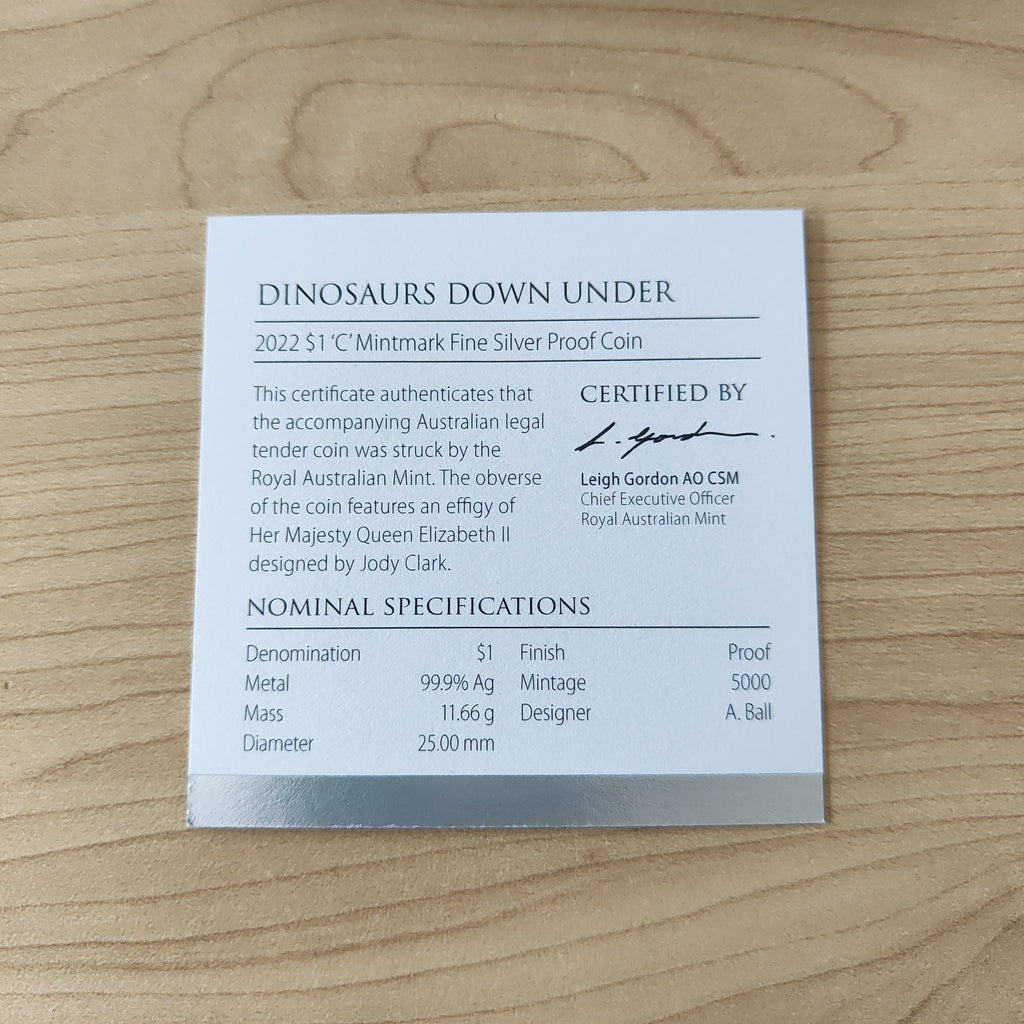 DINOSAURS DOWN UNDER
2022 $1 'C' Mintmark Fine Silver Proof Coin
This certificate authenticates that
the accompanying Australian legal
tender coin was struck by the
Royal Australian Mint. The obverse
of the coin features an effigy of
Her Majesty Queen Elizabeth II
designed by Jody Clark.
CERTIFIED BY
L. Gordon.
Leigh Gordon AO CSM
Chief Executive Officer
Royal Australian Mint
NOMINAL SPECIFICATIONS
Denomination $1 Finish Proof
Metal 99.9% Ag Mintage 5000
Mass 11.66 g Designer A. Ball
Diameter 25.00 mm